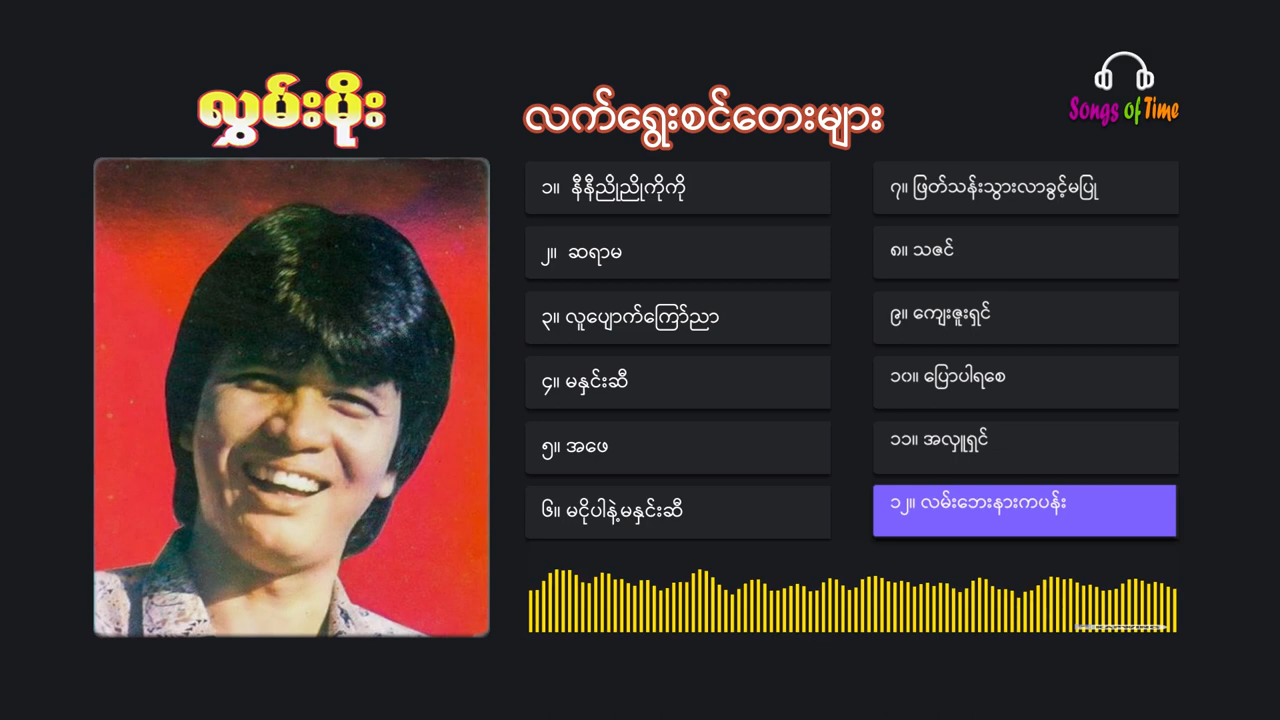 လွှမ်းမိုး
လက်ရွေးစင်တေးများ
Songs of Time
၁။ နီနီညိုညိုကိုကို
၂။ ဆရာမ
၃။ လူပျောက်ကြော်ညာ
၄။ မနှင်းဆီ
၅။ အဖေ
၆။ မငိုပါနဲ့မနှင်းဆီ
၇။ ဖြတ်သန်းသွားလာခွင့်မပြု
၈။ သဇင်
၉။ ကျေးဇူးရှင်
၁၀။ ပြောပါရစေ
၁၁။ အလှူရှင်
၁၂။ လမ်းဘေးနားကပန်း